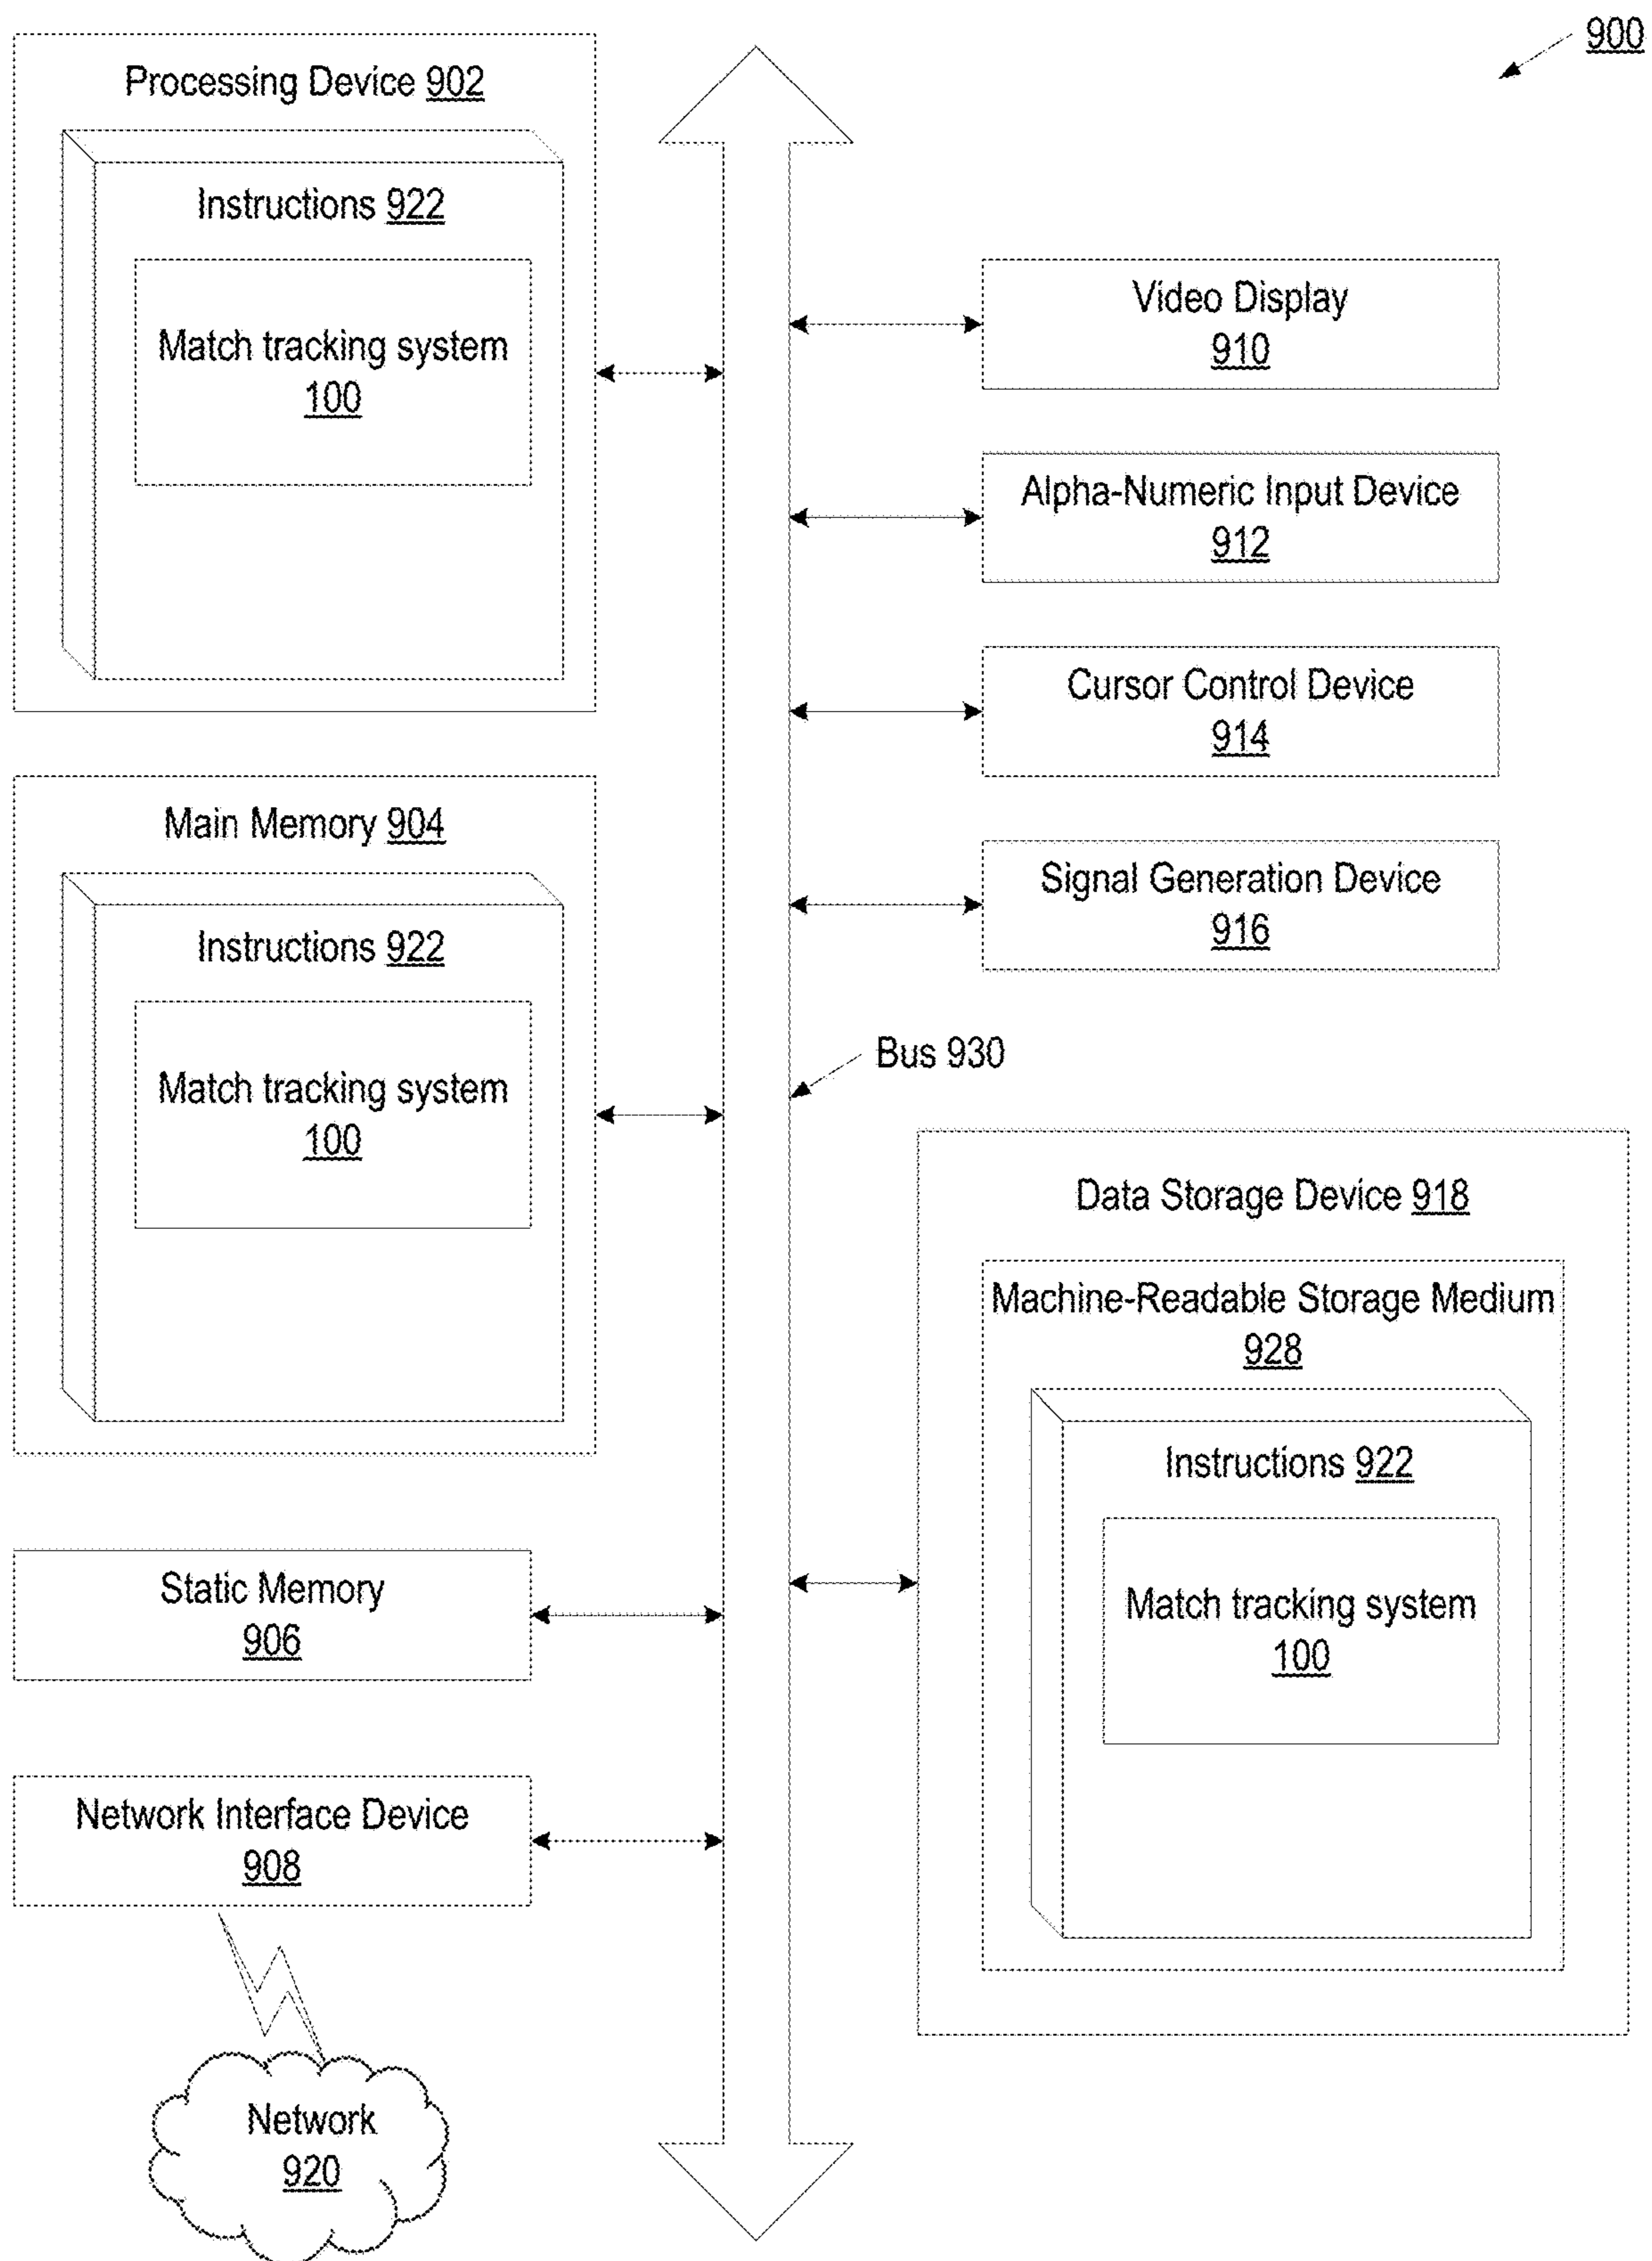 900
Processing Device 902
Instructions 922
Match tracking system
100
Main Memory 904
Instructions 922
Match tracking system
100
Static Memory
906
Network Interface Device
908
Network
920
Video Display
910
Alpha-Numeric Input Device
912
Cursor Control Device
914
Signal Generation Device
916
Bus 930
Data Storage Device 918
Machine-Readable Storage Medium
928
Instructions 922
Match tracking system
100